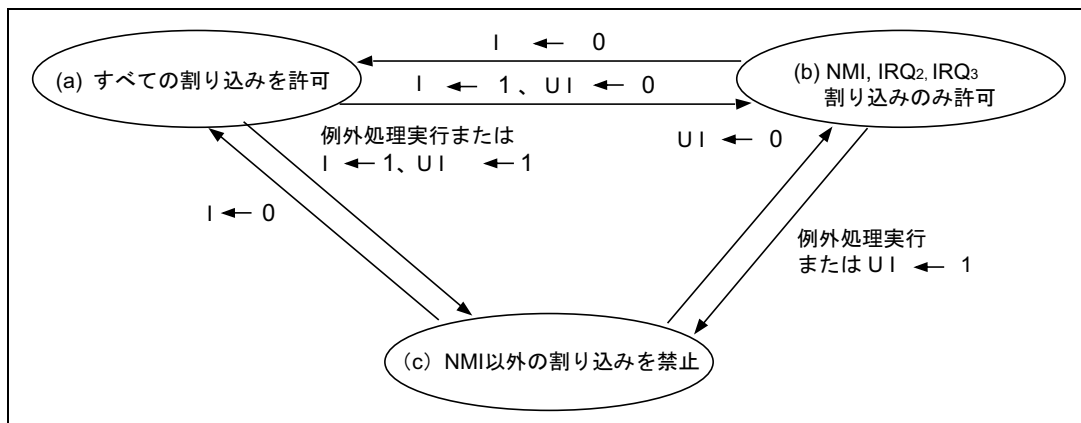 I ← 0
(a) すべての割り込みを許可
(b) NMI, IRQ2, IRQ3
割り込みのみ許可
I ← 1、UI ← 0
例外処理実行または
I ← 1、UI ← 1
UI ← 0
I ← 0
例外処理実行
または UI ← 1
(c) NMI以外の割り込みを禁止